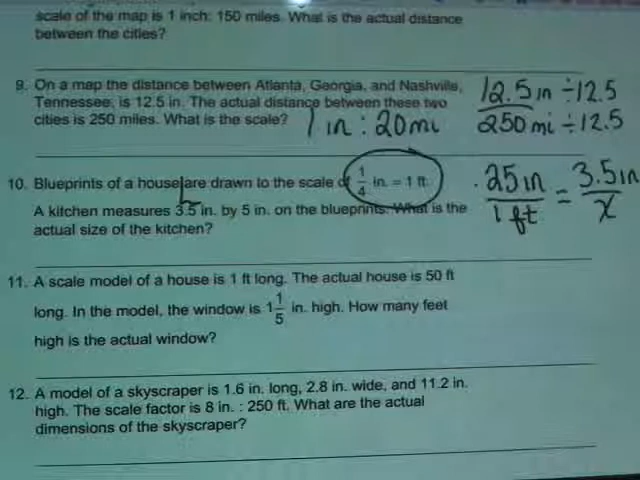 scale of the map is 1 inch: 150 miles. What is the actual distance
between the cities?
9. On a map the distance between Atlanta, Georgia, and Nashville,
Tennessee, is 12.5 in. The actual distance between these two
cities is 250 miles. What is the scale? 1 in : 20mi
12.5 in ÷12.5
250 mi ÷12.5
10. Blueprints of a house are drawn to the scale of 1/4 in. = 1 ft.
A kitchen measures 3.5 in. by 5 in. on the blueprints. What is the
actual size of the kitchen?
.25 in / 1 ft = 3.5 in / x
11. A scale model of a house is 1 ft long. The actual house is 50 ft
long. In the model, the window is 1 1/5 in. high. How many feet
high is the actual window?
12. A model of a skyscraper is 1.6 in. long, 2.8 in. wide, and 11.2 in.
high. The scale factor is 8 in. : 250 ft. What are the actual
dimensions of the skyscraper?